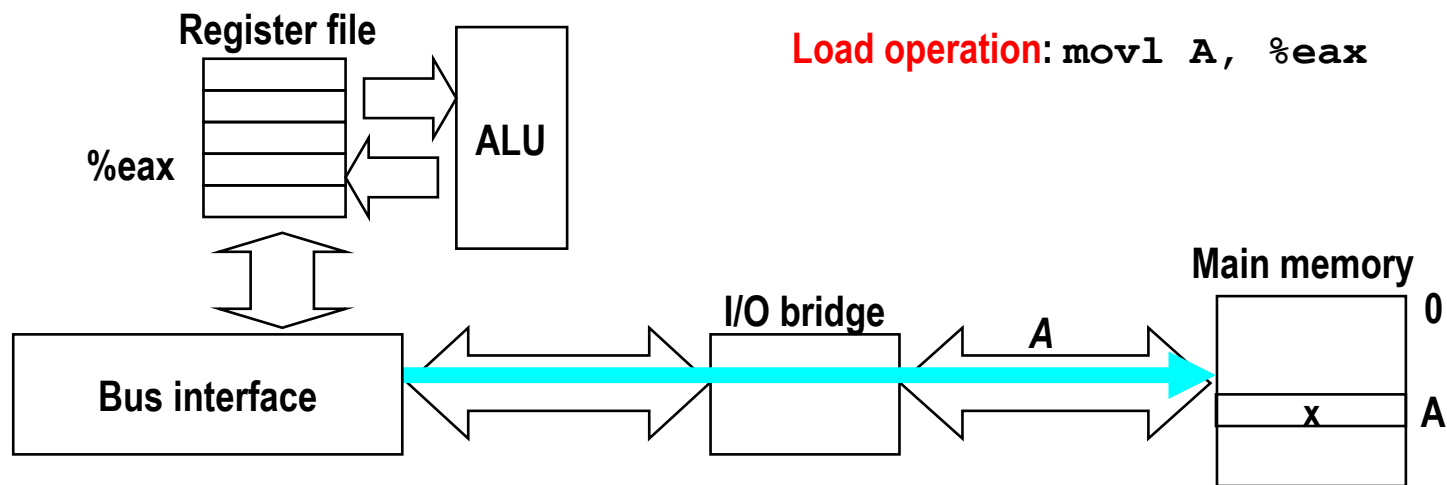 Register file
Load operation: movl A, %eax
ALU
%eax
Main memory
0
I/O bridge
A
Bus interface
x
A